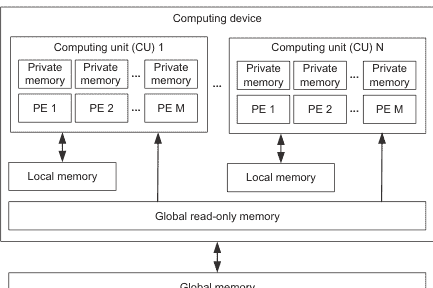 Computing device
Computing unit (CU) 1
Private memory
Private memory
...
Private memory
PE 1
PE 2
...
PE M
...
Computing unit (CU) N
Private memory
Private memory
...
Private memory
PE 1
PE 2
...
PE M
Local memory
Local memory
Global read-only memory
Global memory